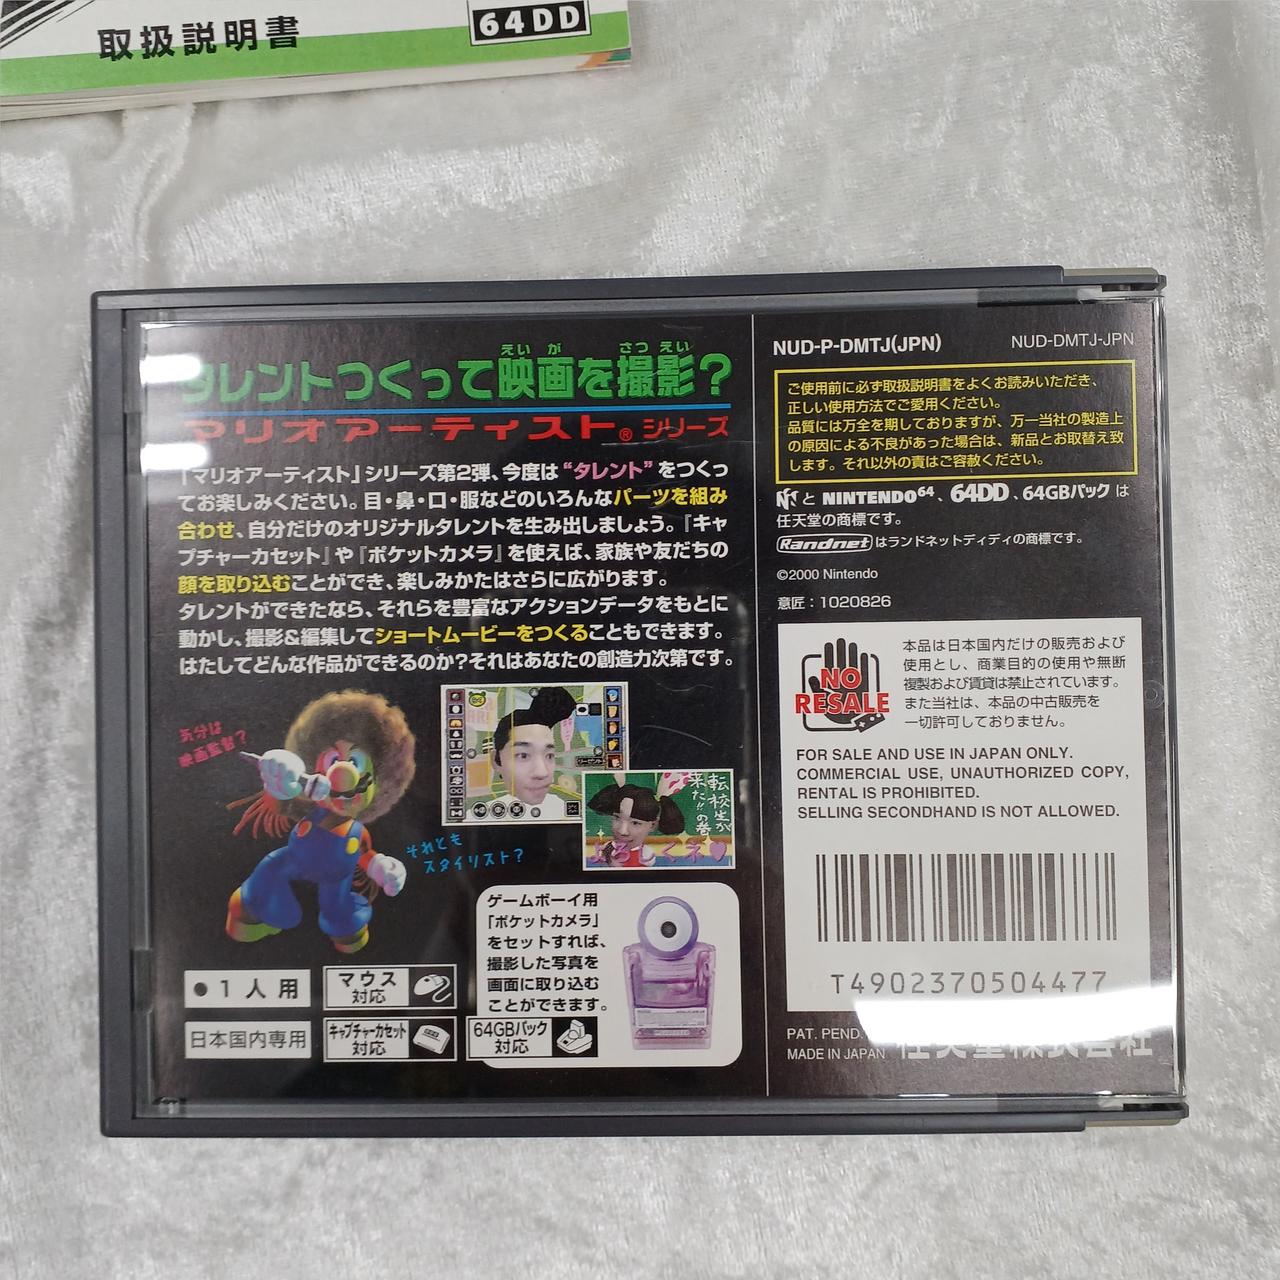 取扱説明書
64DD
えい が さつ えい
タレントつくって映画を撮影?
マリオアーティスト®シリーズ
「マリオアーティスト」シリーズ第2弾、今度は“タレント”をつくっ
てお楽しみください。目・鼻・口・服などのいろんなパーツを組み
合わせ、自分だけのオリジナルタレントを生み出しましょう。『キャ
プチャーカセット』や『ポケットカメラ』を使えば、家族や友だちの
顔を取り込むことができ、楽しみかたはさらに広がります。
タレントができたなら、それらを豊富なアクションデータをもとに
動かし、撮影&編集してショートムービーをつくることもできます。
はたしてどんな作品ができるのか?それはあなたの創造力次第です。
気分は
映画監督?
それとも
スタイリスト?
転校生が
来た!!の巻
よろしくネ♥
ゲームボーイ用
「ポケットカメラ」
をセットすれば、
撮影した写真を
画面に取り込む
ことができます。
●1人用
マウス
対応
日本国内専用
キャプチャーカセット
対応
64GBパック
対応
NUD-P-DMTJ(JPN)
NUD-DMTJ-JPN
ご使用前に必ず取扱説明書をよくお読みいただき、
正しい使用方法でご愛用ください。
品質には万全を期しておりますが、万一当社の製造上
の原因による不良があった場合は、新品とお取替え致
します。それ以外の責はご容赦ください。
と NINTENDO64、64DD、64GBパック は
任天堂の商標です。
Randnetはランドネットディディの商標です。
©2000 Nintendo
意匠：1020826
NO
RESALE
本品は日本国内だけの販売および
使用とし、商業目的の使用や無断
複製および賃貸は禁止されています。
また当社は、本品の中古販売を
一切許可しておりません。
FOR SALE AND USE IN JAPAN ONLY.
COMMERCIAL USE, UNAUTHORIZED COPY,
RENTAL IS PROHIBITED.
SELLING SECONDHAND IS NOT ALLOWED.
T4902370504477
PAT. PEND.
MADE IN JAPAN
任天堂株式会社